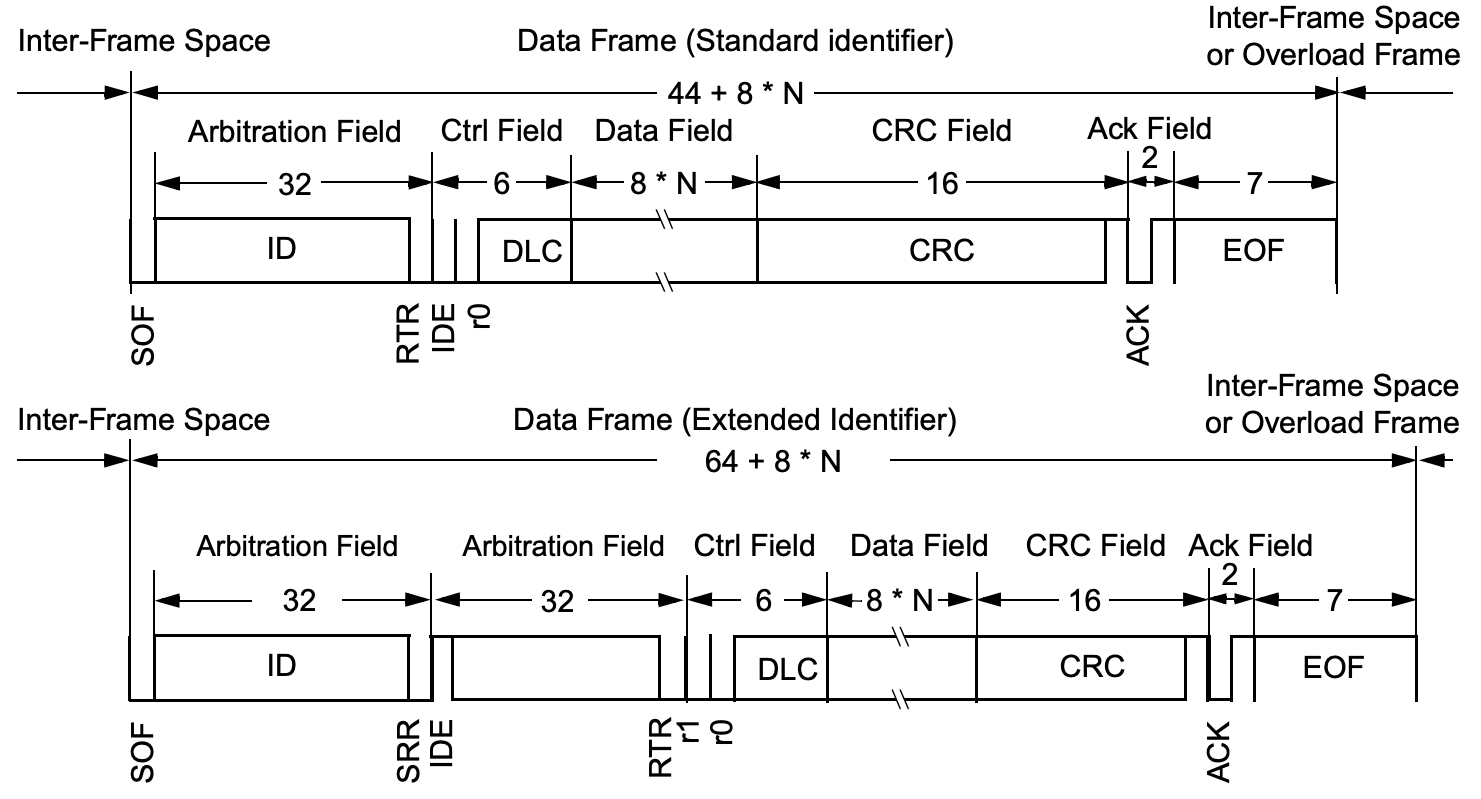 Inter-Frame Space
Data Frame (Standard identifier)
Inter-Frame Space
or Overload Frame
44 + 8 * N
Arbitration Field
Ctrl Field
Data Field
CRC Field
Ack Field
32
6
8 * N
16
2
7
ID
DLC
CRC
EOF
SOF
RTR
IDE
r0
ACK
Inter-Frame Space
Data Frame (Extended Identifier)
Inter-Frame Space
or Overload Frame
64 + 8 * N
Arbitration Field
Arbitration Field
Ctrl Field
Data Field
CRC Field
Ack Field
32
32
6
8 * N
16
2
7
ID
DLC
CRC
EOF
SOF
SRR
IDE
RTR
r1
r0
ACK